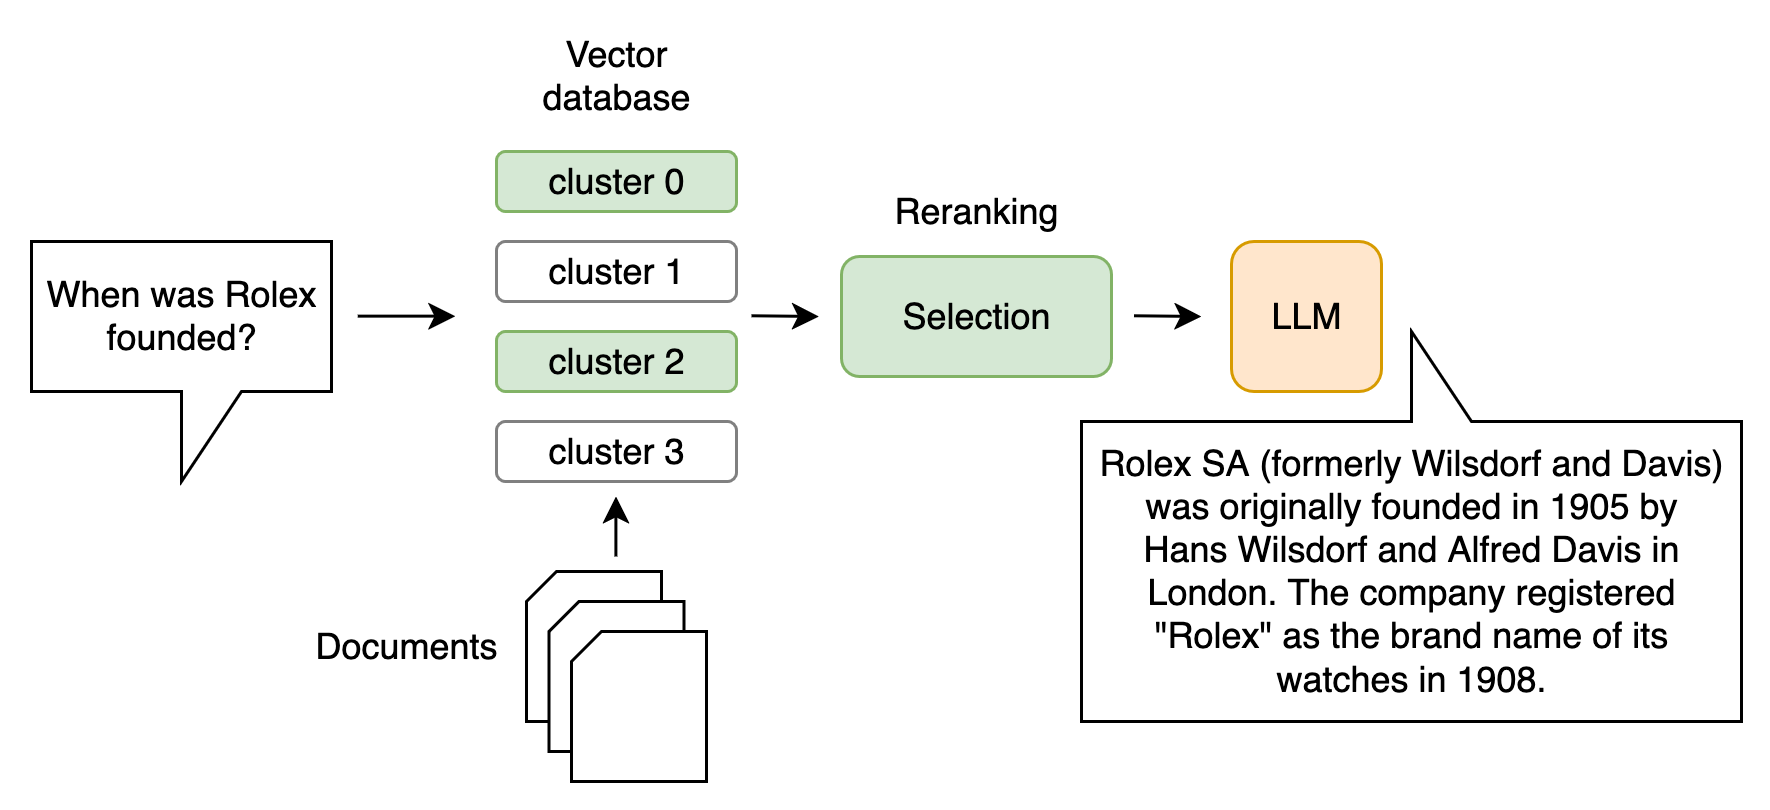 Vector
database
cluster 0
cluster 1
cluster 2
cluster 3
When was Rolex
founded?
Documents
Reranking
Selection
LLM
Rolex SA (formerly Wilsdorf and Davis)
was originally founded in 1905 by
Hans Wilsdorf and Alfred Davis in
London. The company registered
"Rolex" as the brand name of its
watches in 1908.